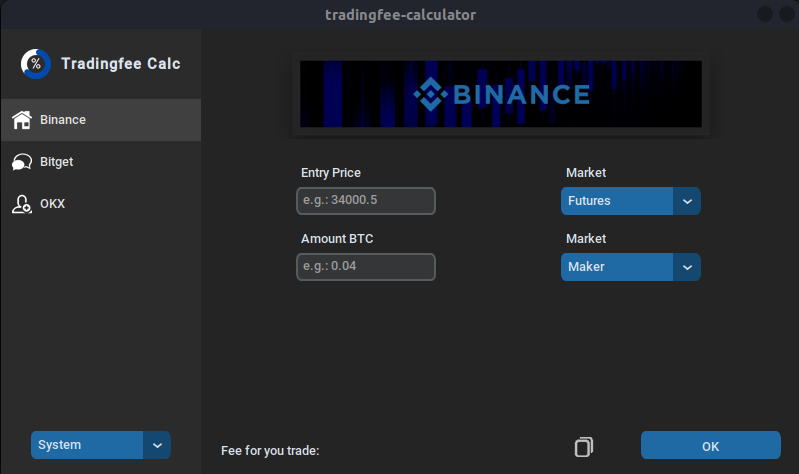 tradingfee-calculator
%
Tradingfee Calc
Binance
Bitget
OKX
System
BINANCE
Entry Price
Market
e.g.: 34000.5
Futures
Amount BTC
Market
e.g.: 0.04
Maker
Fee for you trade:
OK